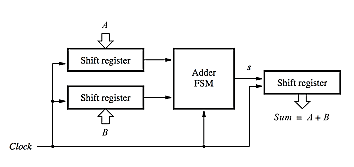 A
Shift register
Adder
FSM
s
Shift register
Shift register
B
Sum = A + B
Clock